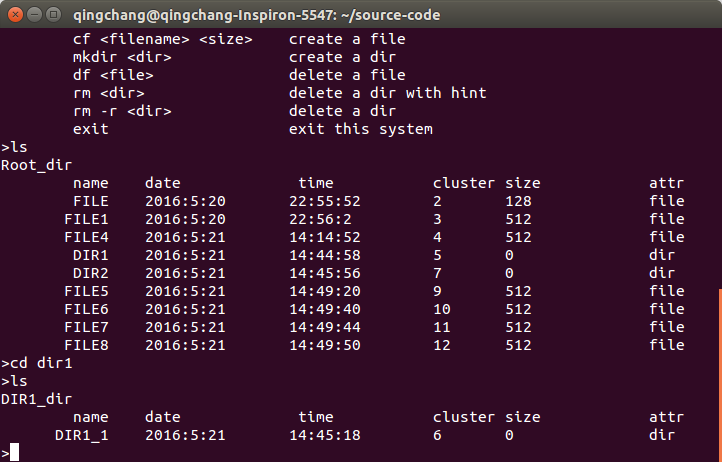 qingchang@qingchang-Inspiron-5547: ~/source-code
cf <filename> <size>    create a file
mkdir <dir>             create a dir
df <file>               delete a file
rm <dir>                delete a dir with hint
rm -r <dir>             delete a dir
exit                    exit this system
>ls
Root_dir
name    date             time           cluster size            attr
FILE    2016:5:20       22:55:52        2       128             file
FILE1   2016:5:20       22:56:2         3       512             file
FILE4   2016:5:21       14:14:52        4       512             file
DIR1    2016:5:21       14:44:58        5       0               dir
DIR2    2016:5:21       14:45:56        7       0               dir
FILE5   2016:5:21       14:49:20        9       512             file
FILE6   2016:5:21       14:49:40        10      512             file
FILE7   2016:5:21       14:49:44        11      512             file
FILE8   2016:5:21       14:49:50        12      512             file
>cd dir1
>ls
DIR1_dir
name    date             time           cluster size            attr
DIR1_1  2016:5:21       14:45:18        6       0               dir
>